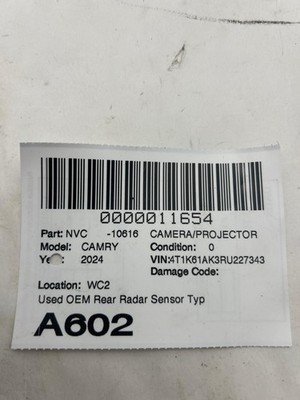 0000011654
Part: NVC -10616 CAMERA/PROJECTOR
Model: CAMRY Condition: 0
2024 VIN:4T1K61AK3RU227343
Damage Code:
Location: WC2
Used OEM Rear Radar Sensor Typ
A602